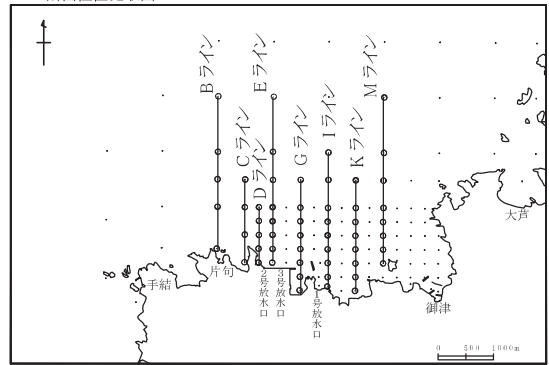 Bライン
Cライン
Dライン
Eライン
Gライン
Iライン
Kライン
Mライン
大芦
手結
片句
2号放水口
3号放水口
1号放水口
御津
0 500 1000m